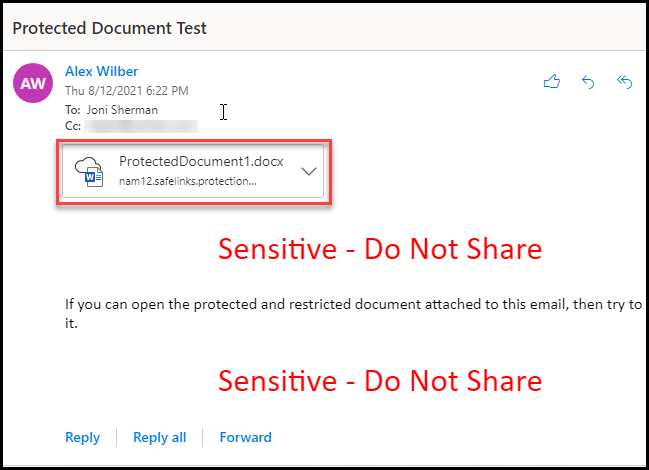 Protected Document Test
AW
Alex Wilber
Thu 8/12/2021 6:22 PM
To: Joni Sherman
Cc:
ProtectedDocument1.docx
W
nam12.safelinks.protection...
Sensitive - Do Not Share
If you can open the protected and restricted document attached to this email, then try to
it.
Sensitive - Do Not Share
Reply
Reply all
Forward